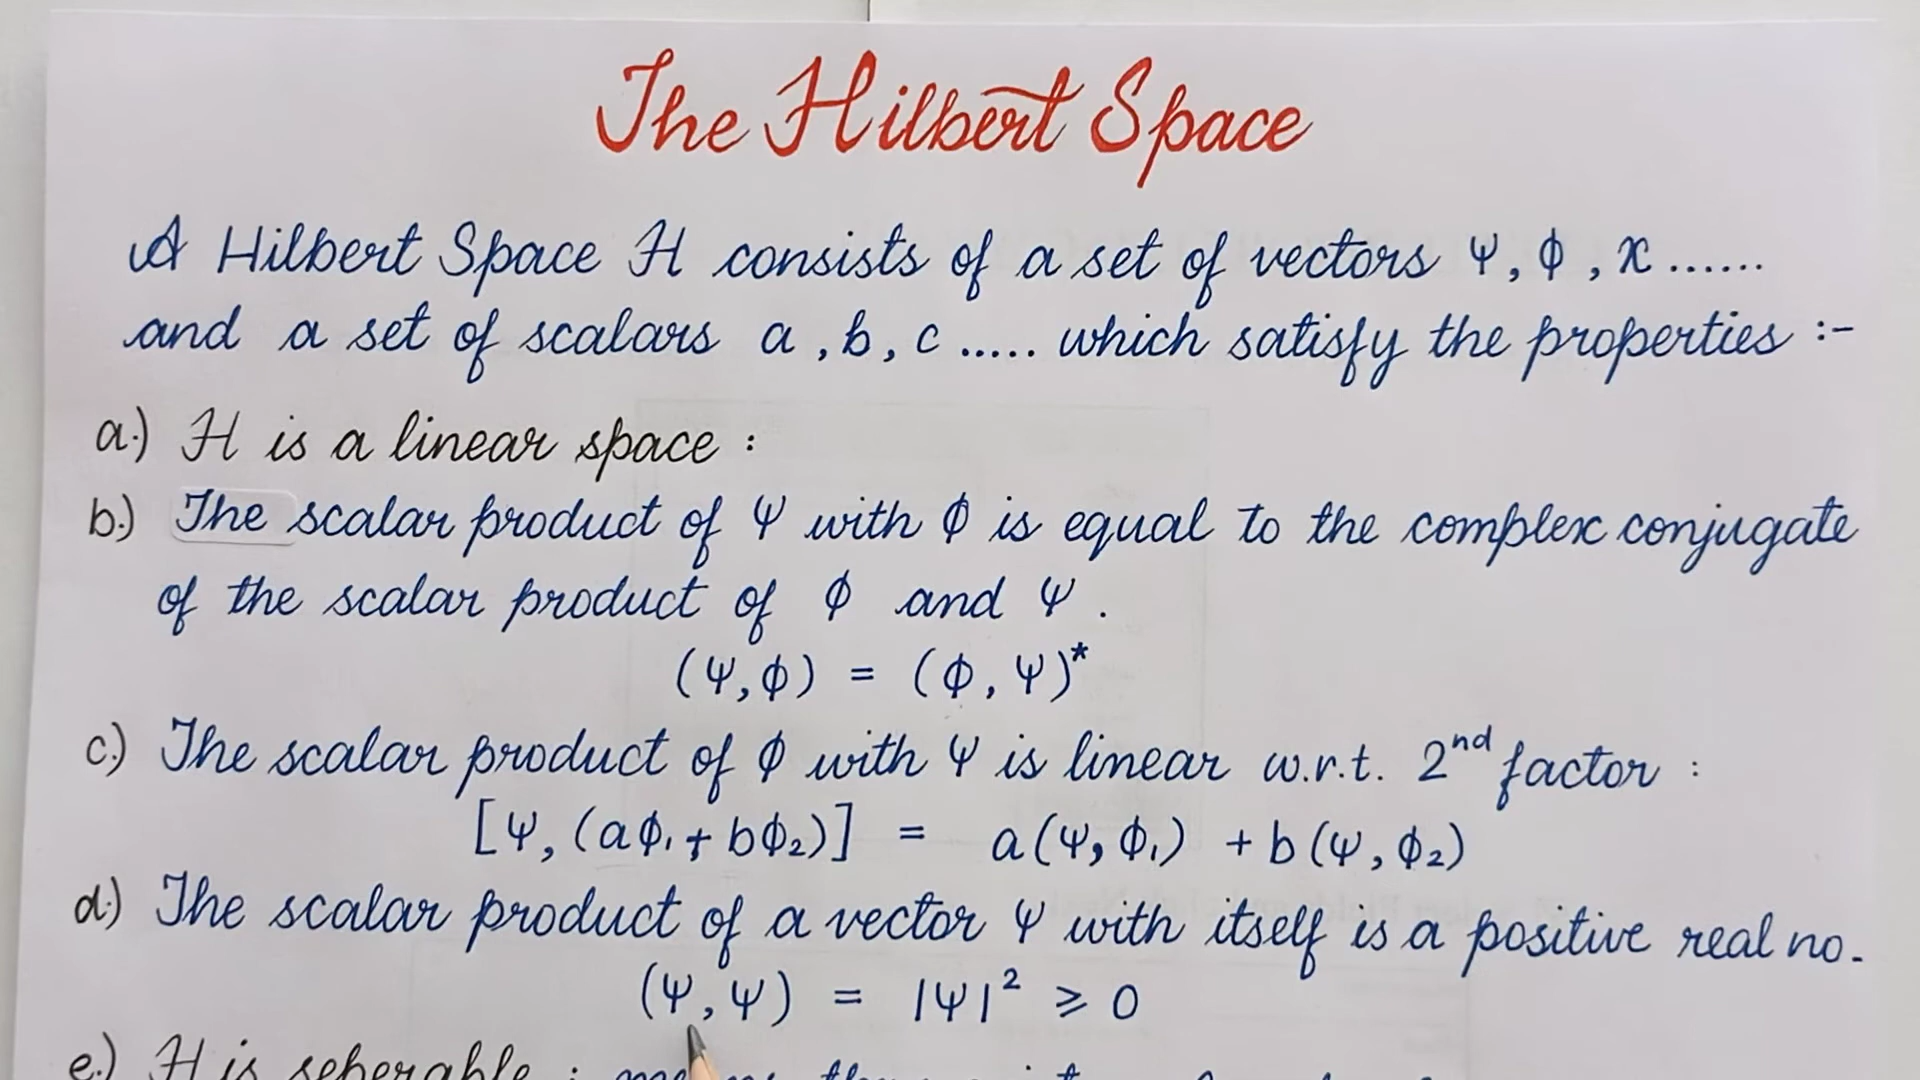 The Hilbert Space
A Hilbert Space H consists of a set of vectors Ψ, ϕ, x ......
and a set of scalars a, b, c ..... which satisfy the properties :-
a.) H is a linear space :
b.) The scalar product of Ψ with ϕ is equal to the complex conjugate
of the scalar product of ϕ and Ψ.
(Ψ, ϕ) = (ϕ, Ψ)*
c.) The scalar product of ϕ with Ψ is linear w.r.t. 2nd factor :
[Ψ, (aϕ₁ + bϕ₂)] = a(Ψ, ϕ₁) + b(Ψ, ϕ₂)
d.) The scalar product of a vector Ψ with itself is a positive real no.
(Ψ, Ψ) = |Ψ|² ⩾ 0
e.) H is seperable :